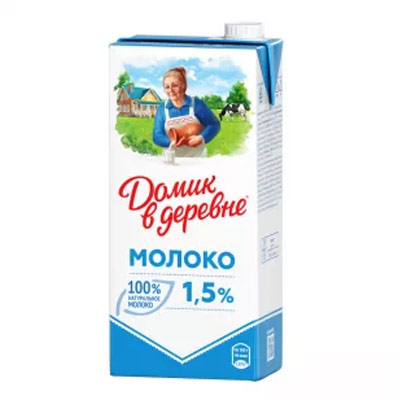 Домик
в деревне
МОЛОКО
100%
НАТУРАЛЬНОЕ
МОЛОКО
1,5%